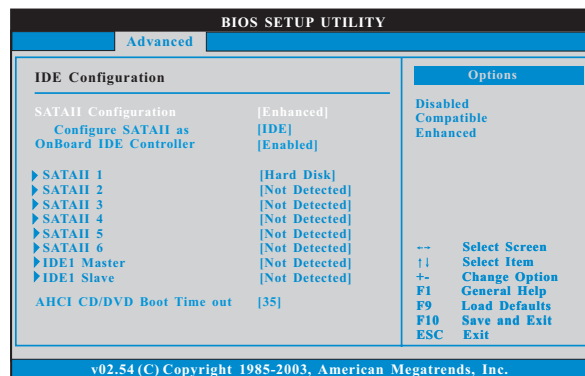 BIOS SETUP UTILITY
Advanced
IDE Configuration
SATAII Configuration [Enhanced]
Configure SATAII as [IDE]
OnBoard IDE Controller [Enabled]
SATAII 1 [Hard Disk]
SATAII 2 [Not Detected]
SATAII 3 [Not Detected]
SATAII 4 [Not Detected]
SATAII 5 [Not Detected]
SATAII 6 [Not Detected]
IDE1 Master [Not Detected]
IDE1 Slave [Not Detected]
AHCI CD/DVD Boot Time out [35]
Options
Disabled
Compatible
Enhanced
←→ Select Screen
↑↓ Select Item
+- Change Option
F1 General Help
F9 Load Defaults
F10 Save and Exit
ESC Exit
v02.54 (C) Copyright 1985-2003, American Megatrends, Inc.